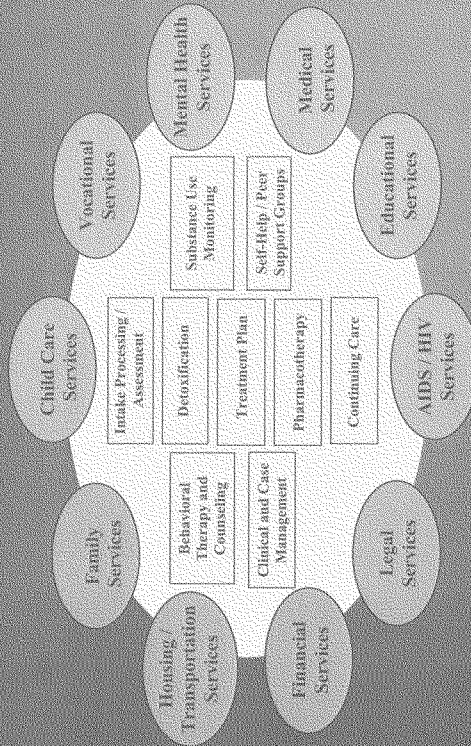 Child Care
Services
Family
Services
Vocational
Services
Intake Processing /
Assessment
Housing /
Transportation
Services
Behavioral
Therapy and
Counseling
Detoxification
Substance Use
Monitoring
Mental Health
Services
Treatment Plan
Clinical and Case
Management
Pharmacotherapy
Self-Help / Peer
Support Groups
Financial
Services
Medical
Services
Continuing Care
Legal
Services
Educational
Services
AIDS / HIV
Services